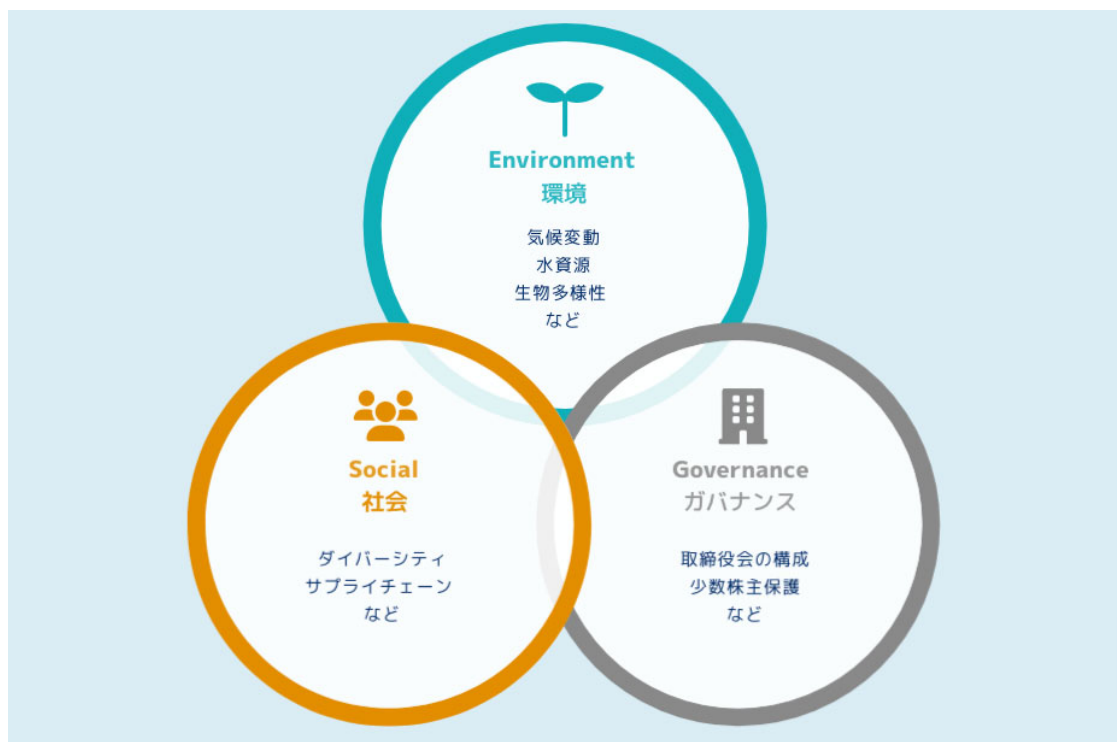 Environment
環境
気候変動
水資源
生物多様性
など
Social
社会
ダイバーシティ
サプライチェーン
など
Governance
ガバナンス
取締役会の構成
少数株主保護
など